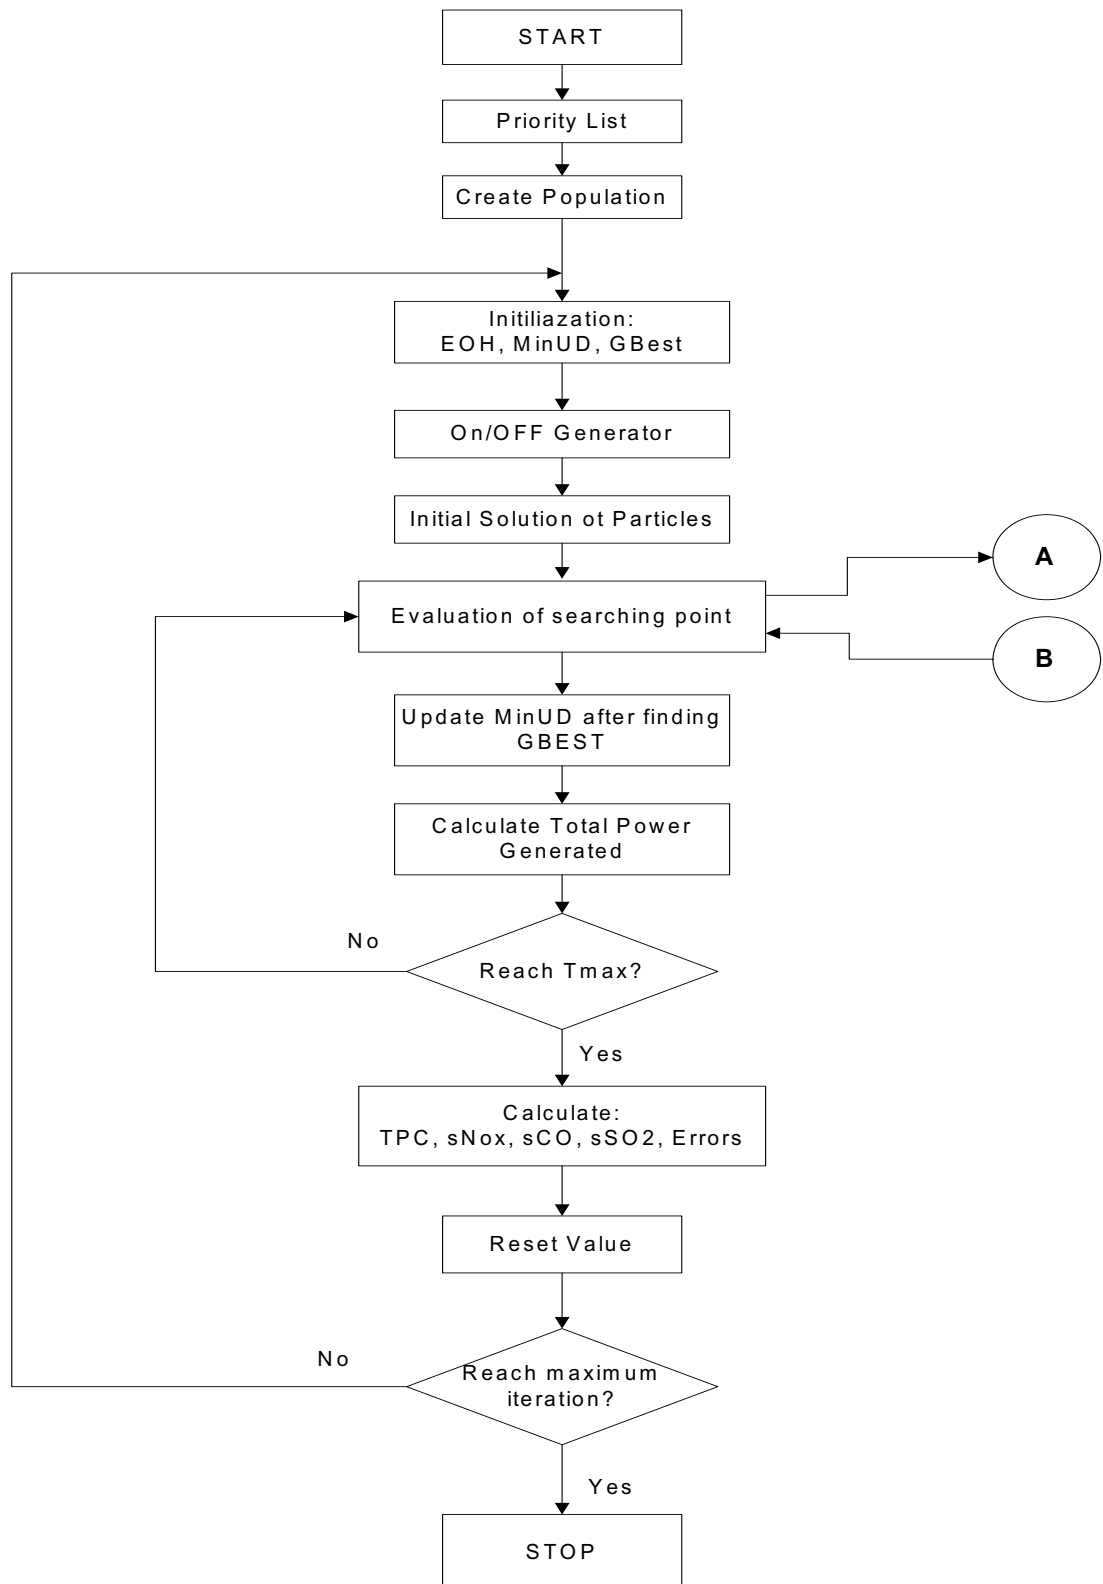 START
Priority List
Create Population
Initiliazation:
EOH, MinUD, GBest
On/OFF Generator
Initial Solution ot Particles
A
Evaluation of searching point
B
Update MinUD after finding
GBEST
Calculate Total Power
Generated
No
Reach Tmax?
Yes
Calculate:
TPC, sNox, sCO, sSO2, Errors
Reset Value
No
Reach maximum
iteration?
Yes
STOP